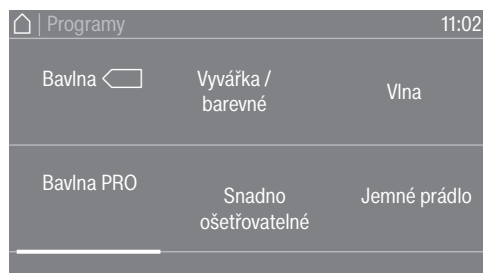 Programy 11:02
Bavlna Vyvářka /
barevné Vlna
Bavlna PRO Snadno
ošetřovatelné Jemné prádlo